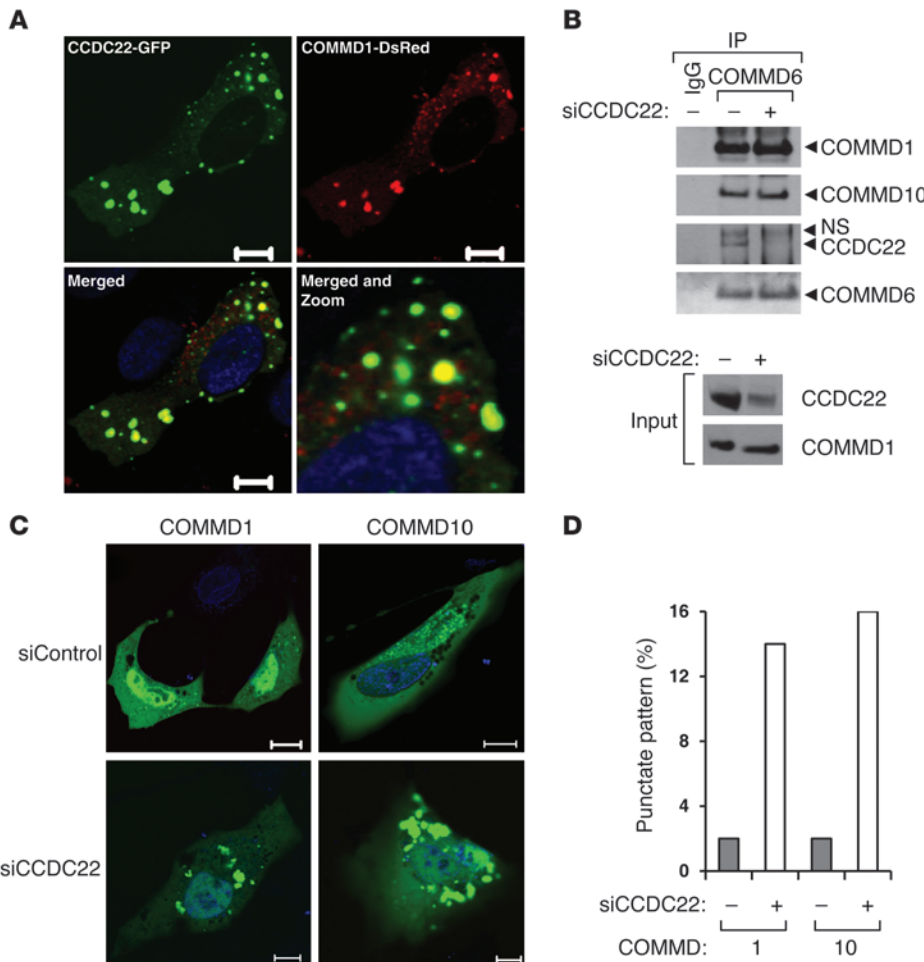 A
CCDC22-GFP
COMMD1-DsRed
Merged
Merged and
Zoom
B
IP
IgG
COMMD6
siCCDC22: – – +
COMMD1
COMMD10
NS
CCDC22
COMMD6
siCCDC22: – +
Input
CCDC22
COMMD1
C
COMMD1
COMMD10
siControl
siCCDC22
D
Punctate pattern (%)
16
12
8
4
0
siCCDC22: – + – +
COMMD: 1 10